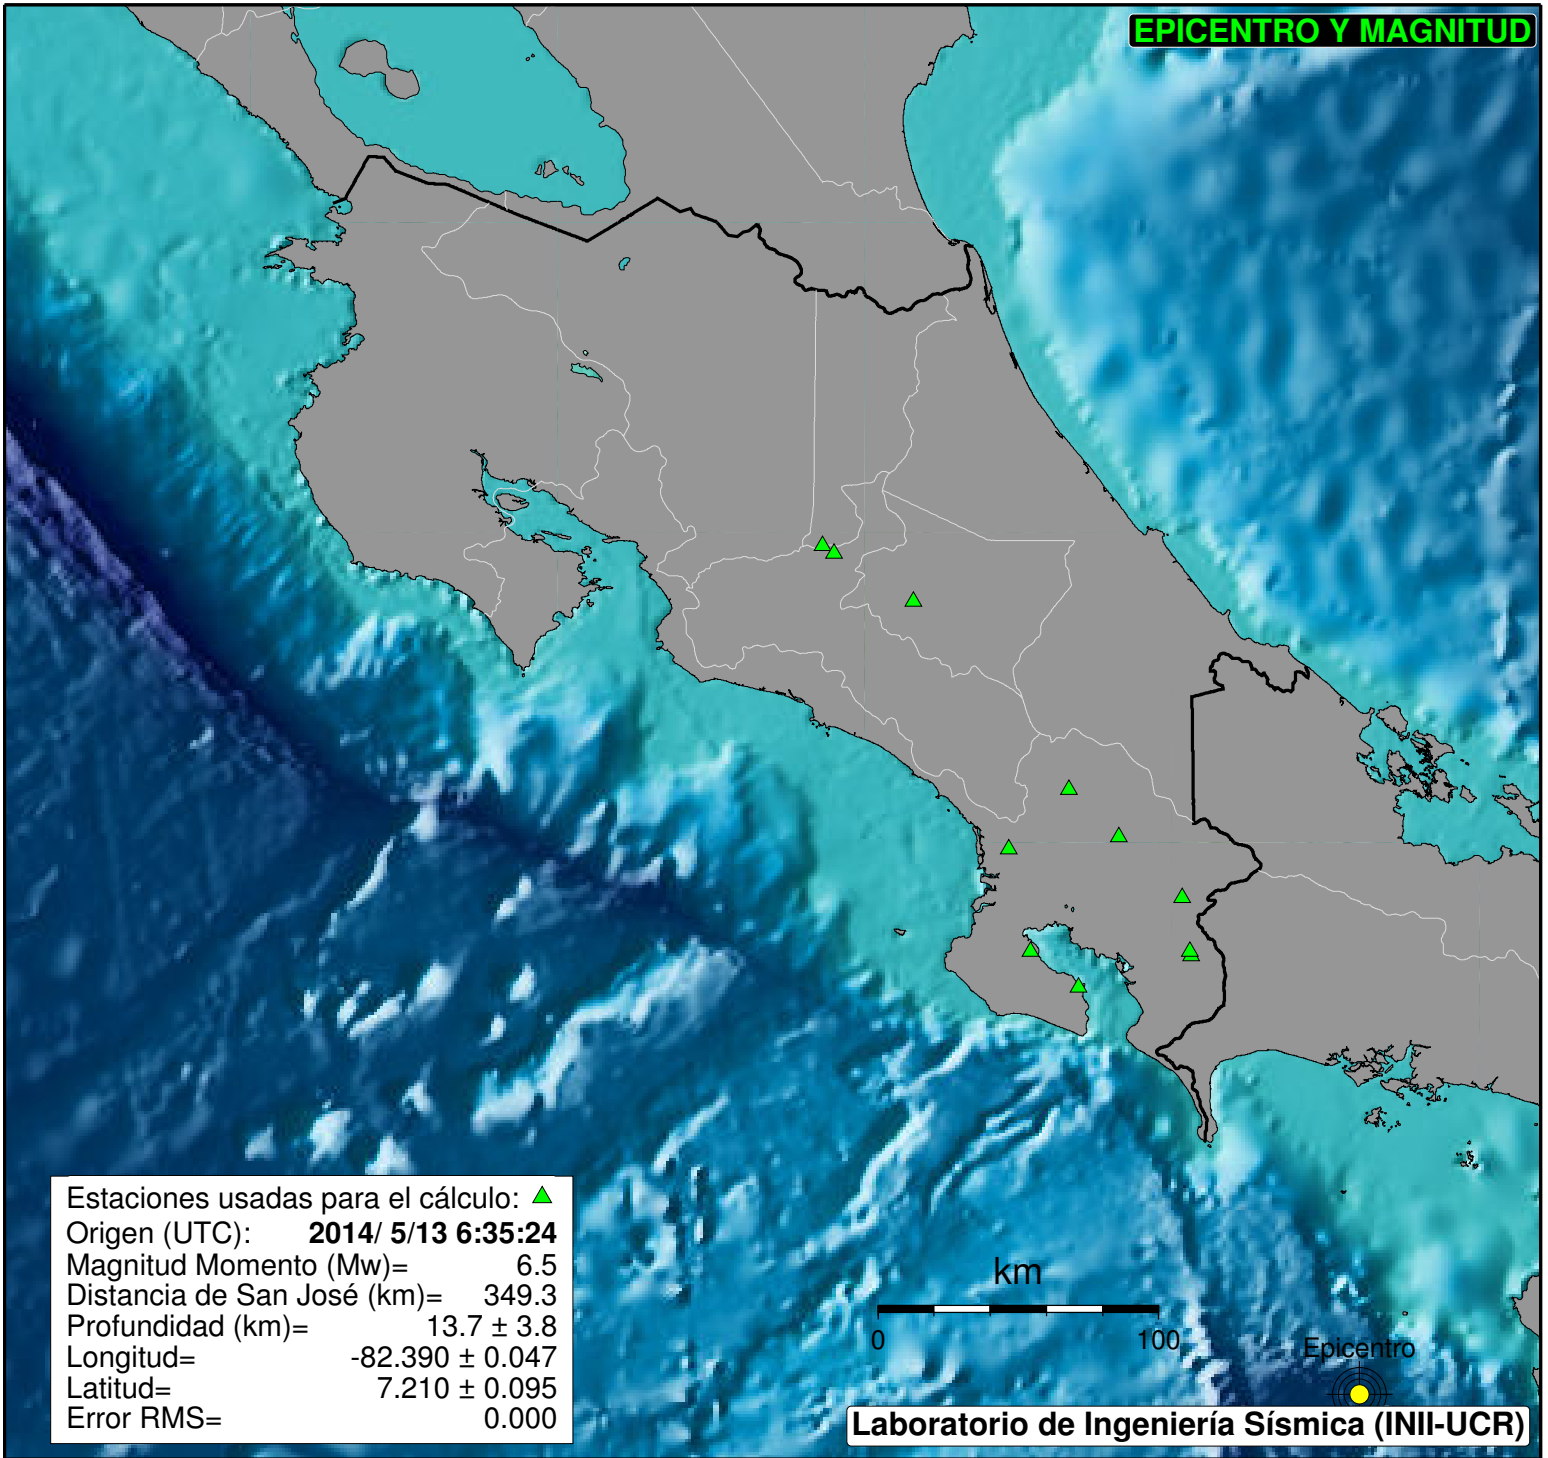 EPICENTRO Y MAGNITUD
Estaciones usadas para el cálculo:
Origen (UTC): 2014/ 5/13 6:35:24
Magnitud Momento (Mw)= 6.5
Distancia de San José (km)= 349.3
Profundidad (km)= 13.7 ± 3.8
Longitud= -82.390 ± 0.047
Latitud= 7.210 ± 0.095
Error RMS= 0.000
km
0 100
Epicentro
Laboratorio de Ingeniería Sísmica (INII-UCR)